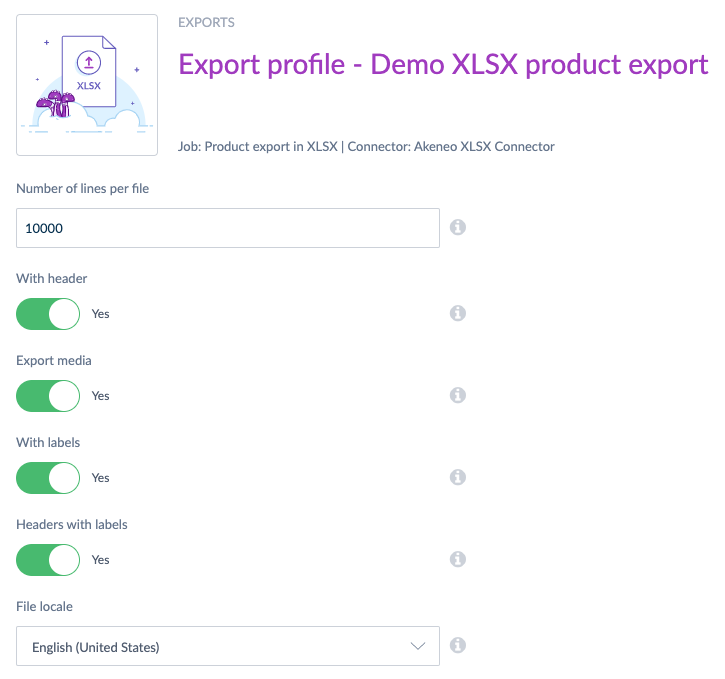 EXPORTS
Export profile - Demo XLSX product export
XLSX
Job: Product export in XLSX | Connector: Akeneo XLSX Connector
Number of lines per file
10000
With header
Yes
Export media
Yes
With labels
Yes
Headers with labels
Yes
File locale
English (United States)